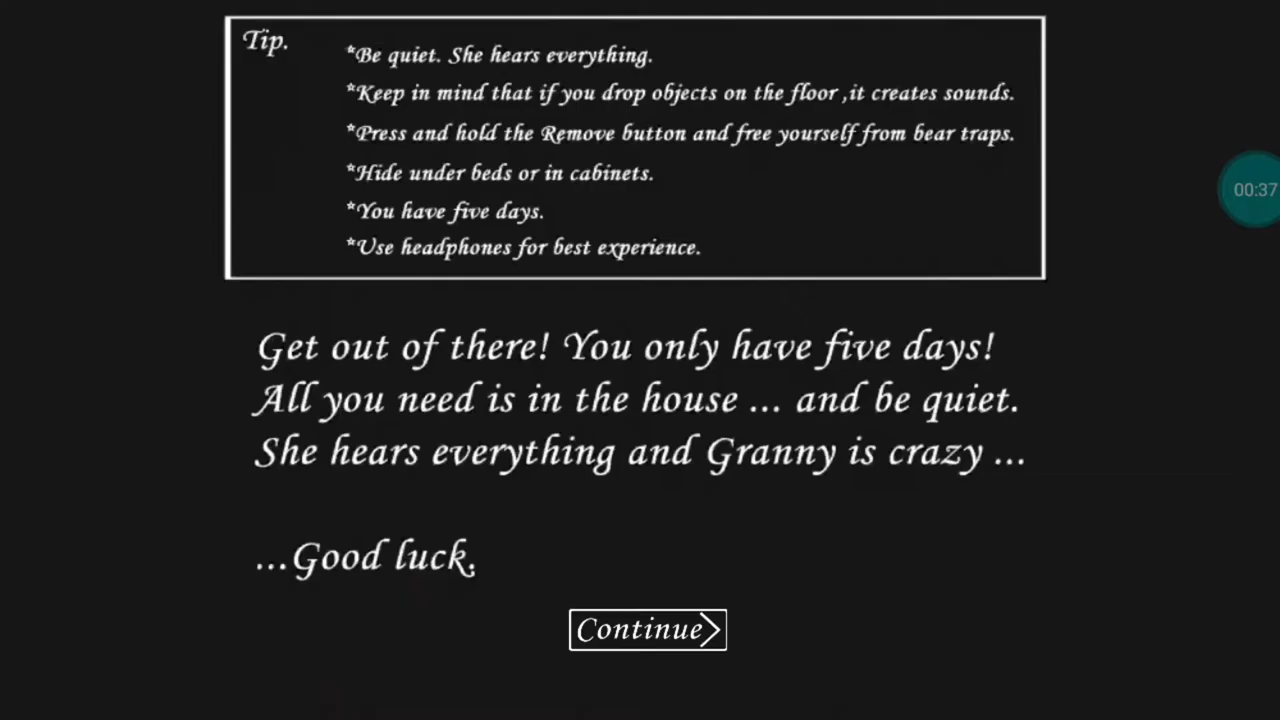 Tip.
*Be quiet. She hears everything.
*Keep in mind that if you drop objects on the floor ,it creates sounds.
*Press and hold the Remove button and free yourself from bear traps.
*Hide under beds or in cabinets.
*You have five days.
*Use headphones for best experience.
00:37
Get out of there! You only have five days!
All you need is in the house ... and be quiet.
She hears everything and Granny is crazy ...
...Good luck.
Continue